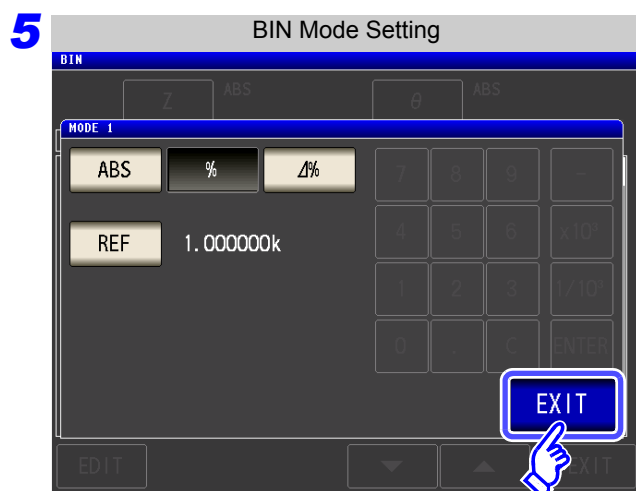 5 BIN Mode Setting
BIN
Z ABS θ ABS
MODE 1
ABS % Δ% 7 8 9 −
REF 1.000000k 4 5 6 x10³
1 2 3 1/10³
0 . C ENTER
EXIT
EDIT EXIT